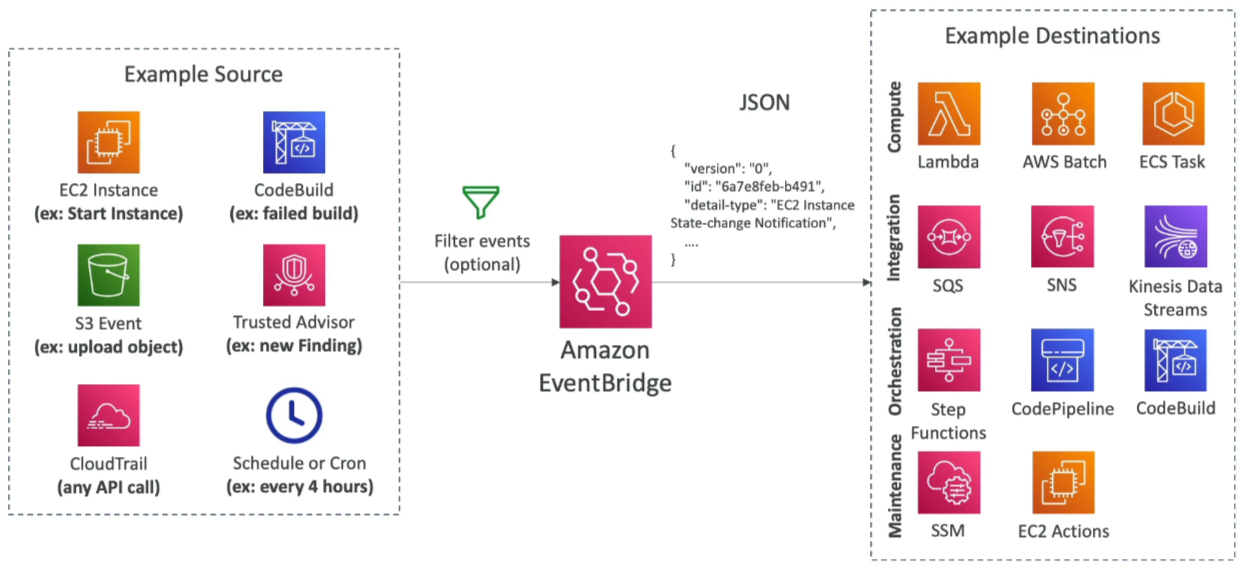 Example Source
EC2 Instance
(ex: Start Instance)
CodeBuild
(ex: failed build)
S3 Event
(ex: upload object)
Trusted Advisor
(ex: new Finding)
CloudTrail
(any API call)
Schedule or Cron
(ex: every 4 hours)
Filter events
(optional)
Amazon
EventBridge
JSON
{
"version": "0",
"id": "6a7e8feb-b491",
"detail-type": "EC2 Instance
State-change Notification",
....
}
Example Destinations
Compute
Lambda
AWS Batch
ECS Task
Integration
SQS
SNS
Kinesis Data
Streams
Orchestration
Step
Functions
CodePipeline
CodeBuild
Maintenance
SSM
EC2 Actions